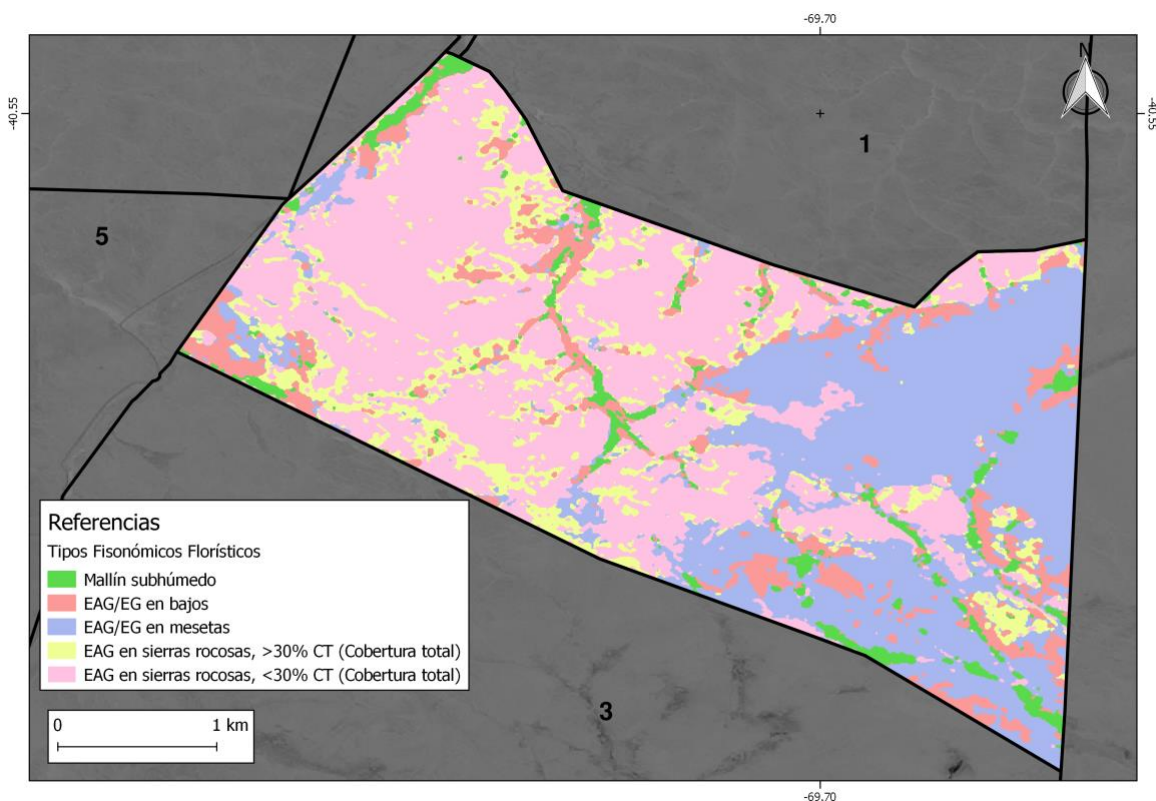 -69.70
N
-40.55
-40.55
1
5
Referencias
Tipos Fisonómicos Florísticos
Mallín subhúmedo
EAG/EG en bajos
EAG/EG en mesetas
EAG en sierras rocosas, >30% CT (Cobertura total)
EAG en sierras rocosas, <30% CT (Cobertura total)
0 1 km
3
-69.70